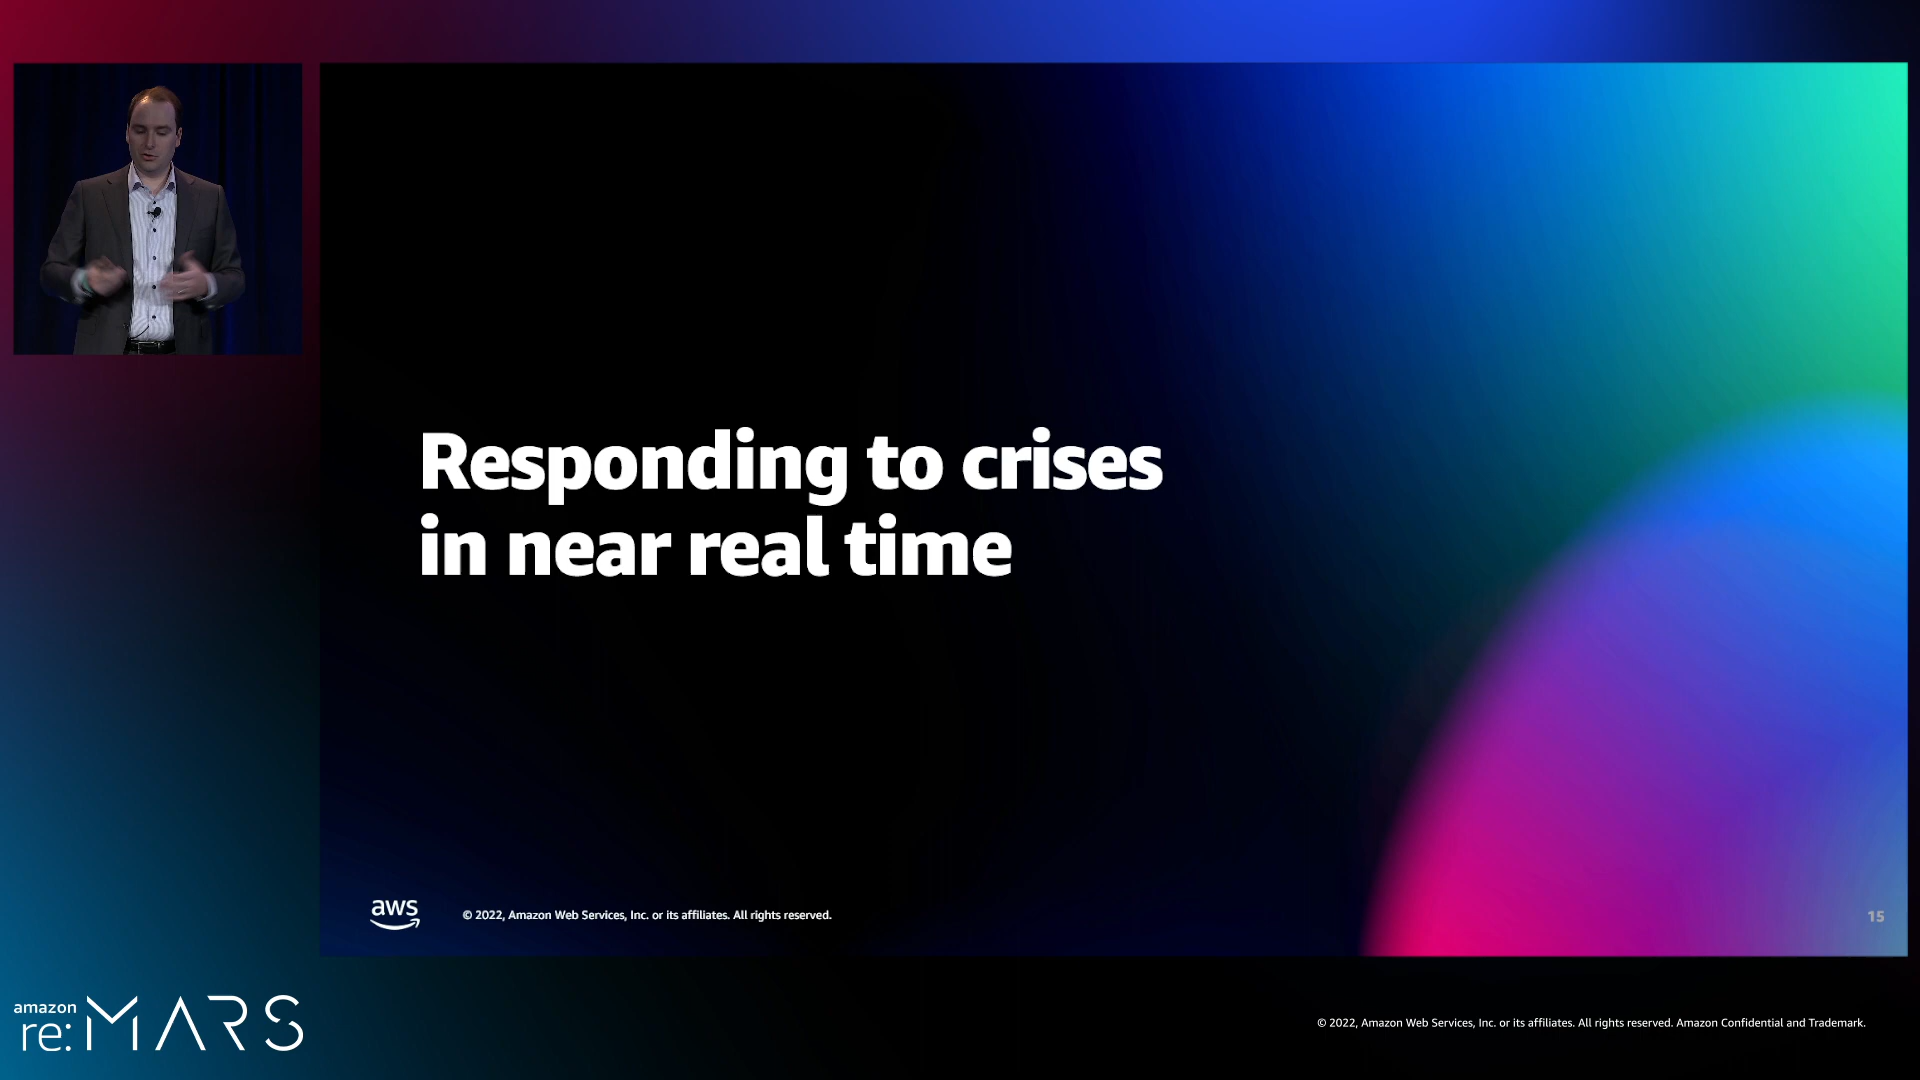 Responding to crises
in near real time
aws
© 2022, Amazon Web Services, Inc. or its affiliates. All rights reserved.
15
amazon
re:MARS
© 2022, Amazon Web Services, Inc. or its affiliates. All rights reserved. Amazon Confidential and Trademark.